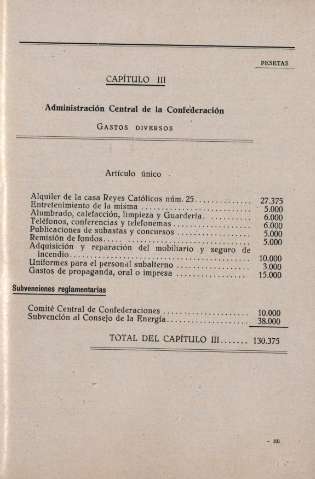 PESETAS
CAPÍTULO III
Administración Central de la Confederación
GASTOS DIVERSOS
Artículo único
Alquiler de la casa Reyes Católicos núm. 25.............. 27.375
Entretenimiento de la misma ........................ 5.000
Alumbrado, calefacción, limpieza y Guardería............ 6.000
Teléfonos, conferencias y telefonemas .................. 6.000
Publicaciones de subastas y concursos .................. 5.000
Remisión de fondos.............................. 5.000
Adquisición y reparación del mobiliario y seguro de
incendio..................................... 10.000
Uniformes para el personal subalterno .................. 3.000
Gastos de propaganda, oral o impresa .................. 15.000
Subvenciones reglamentarias
Comité Central de Confederaciones ..................... 10.000
Subvención al Consejo de la Energía..................... 38.000
TOTAL DEL CAPÍTULO III....... 130.375